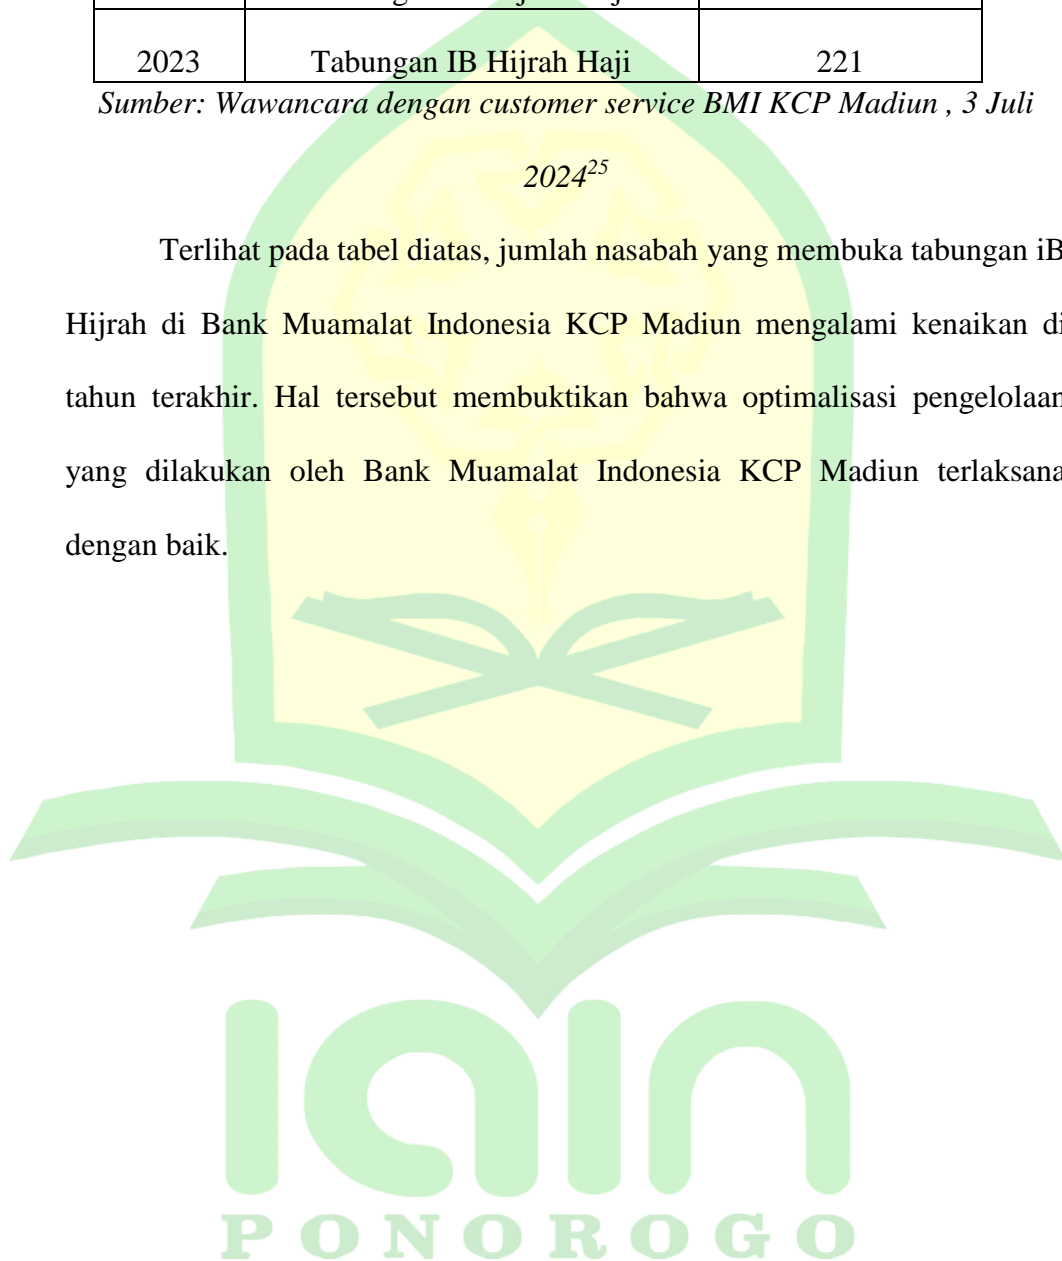 2023 Tabungan IB Hijrah Haji 221
Sumber: Wawancara dengan customer service BMI KCP Madiun , 3 Juli
2024²⁵
Terlihat pada tabel diatas, jumlah nasabah yang membuka tabungan iB
Hijrah di Bank Muamalat Indonesia KCP Madiun mengalami kenaikan di
tahun terakhir. Hal tersebut membuktikan bahwa optimalisasi pengelolaan
yang dilakukan oleh Bank Muamalat Indonesia KCP Madiun terlaksana
dengan baik.
IAIN
PONOROGO